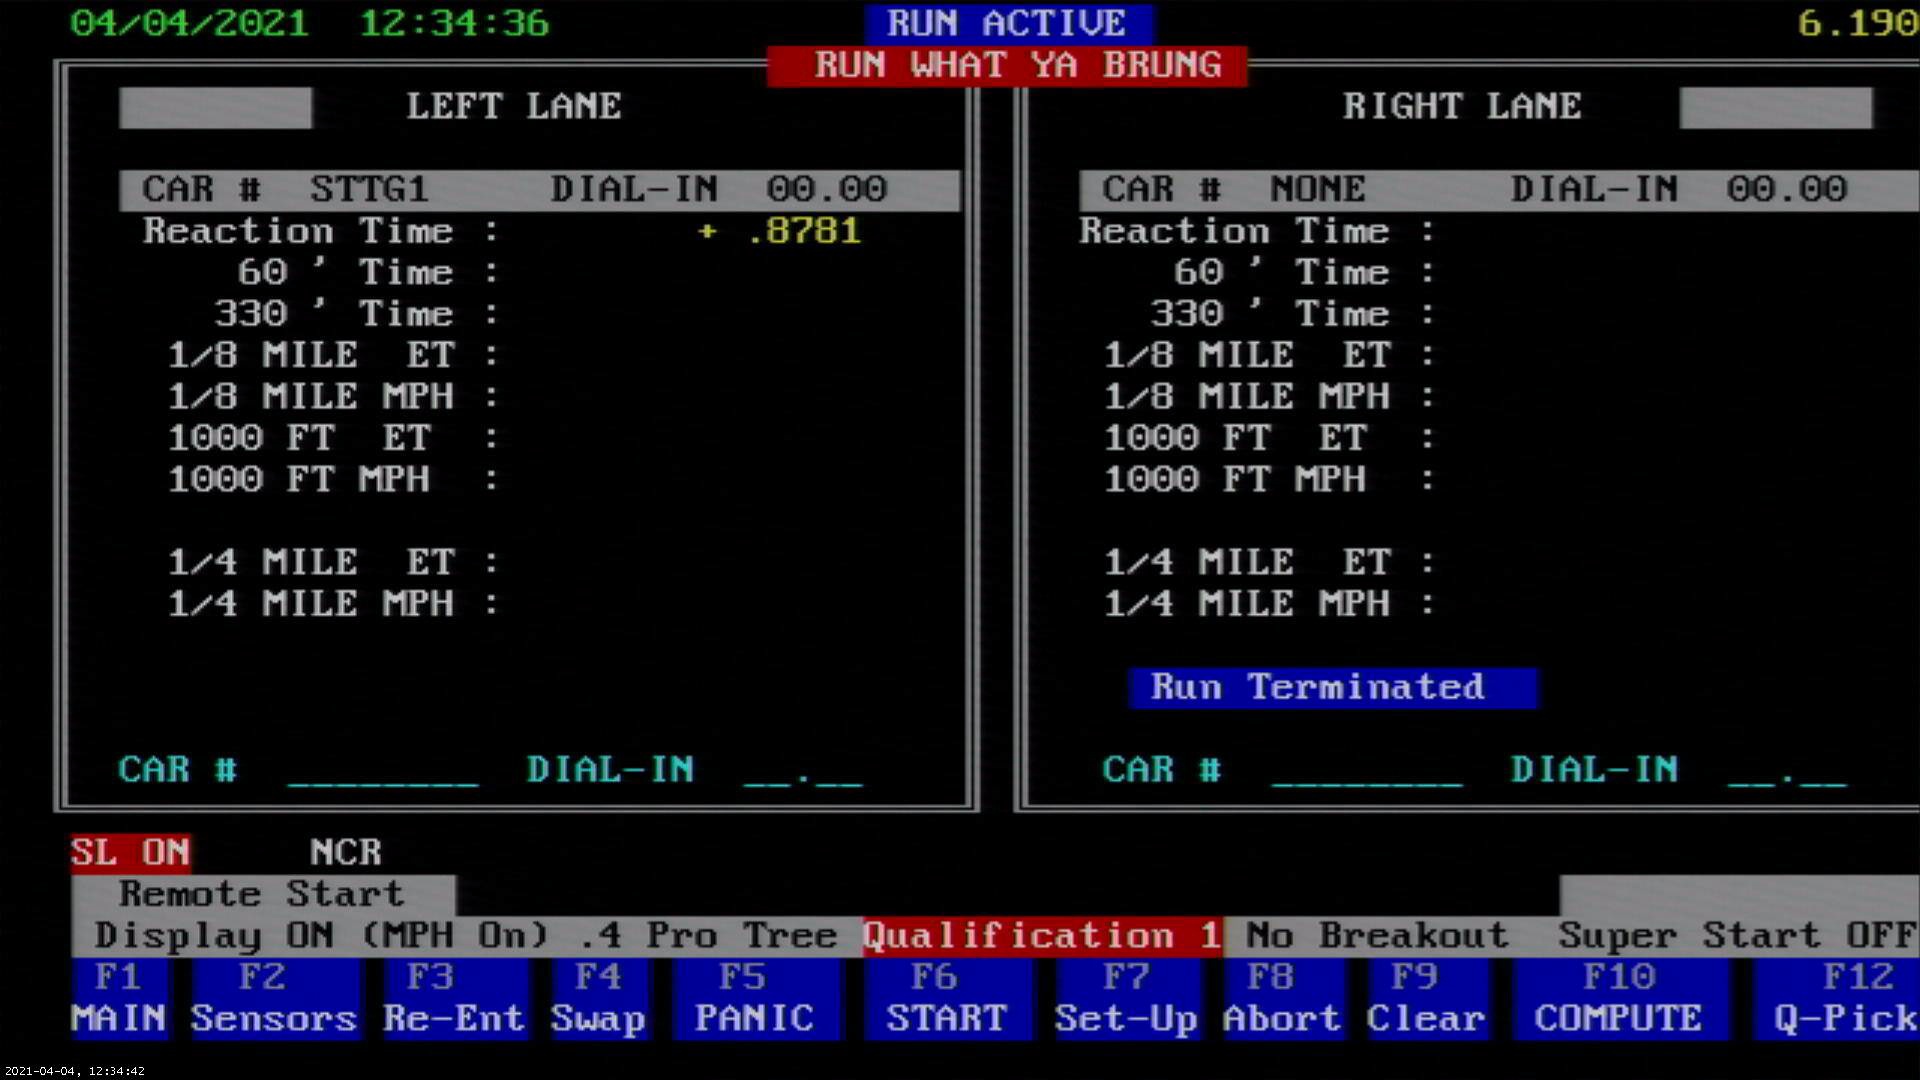 04/04/2021 12:34:36 RUN ACTIVE 6.190
RUN WHAT YA BRUNG
LEFT LANE
CAR # STTG1 DIAL-IN 00.00
Reaction Time : + .8781
60 ' Time :
330 ' Time :
1/8 MILE ET :
1/8 MILE MPH :
1000 FT ET :
1000 FT MPH :
1/4 MILE ET :
1/4 MILE MPH :
CAR # ________ DIAL-IN __.__
RIGHT LANE
CAR # NONE DIAL-IN 00.00
Reaction Time :
60 ' Time :
330 ' Time :
1/8 MILE ET :
1/8 MILE MPH :
1000 FT ET :
1000 FT MPH :
1/4 MILE ET :
1/4 MILE MPH :
Run Terminated
CAR # ________ DIAL-IN __.__
SL ON NCR
Remote Start
Display ON (MPH On) .4 Pro Tree Qualification 1 No Breakout Super Start OFF
F1 F2 F3 F4 F5 F6 F7 F8 F9 F10 F12
MAIN Sensors Re-Ent Swap PANIC START Set-Up Abort Clear COMPUTE Q-Pick
2021-04-04, 12:34:42